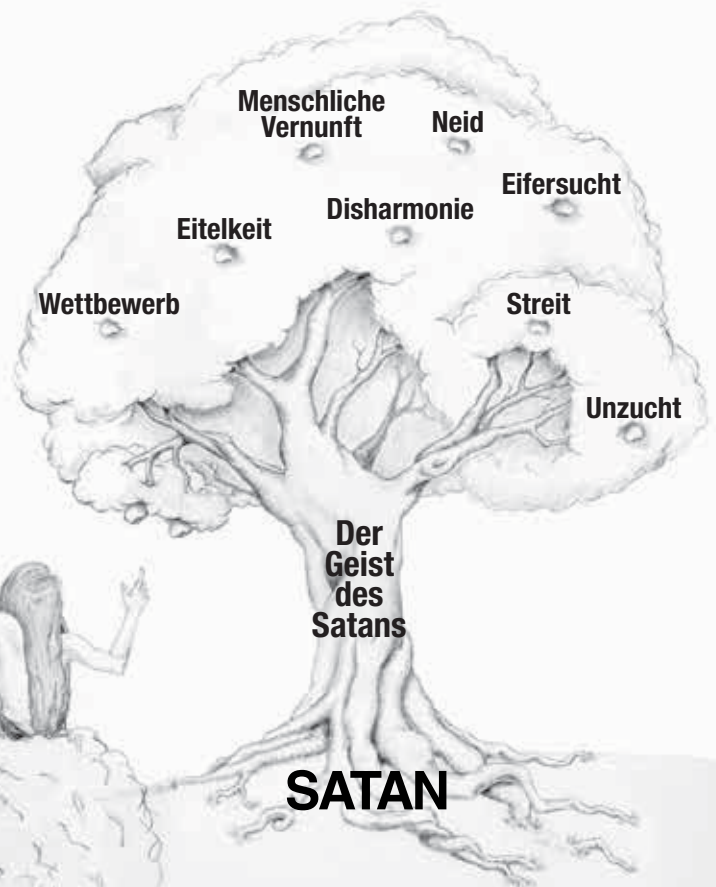 Menschliche
Vernunft
Neid
Eifersucht
Disharmonie
Eitelkeit
Wettbewerb
Streit
Unzucht
Der
Geist
des
Satans
SATAN